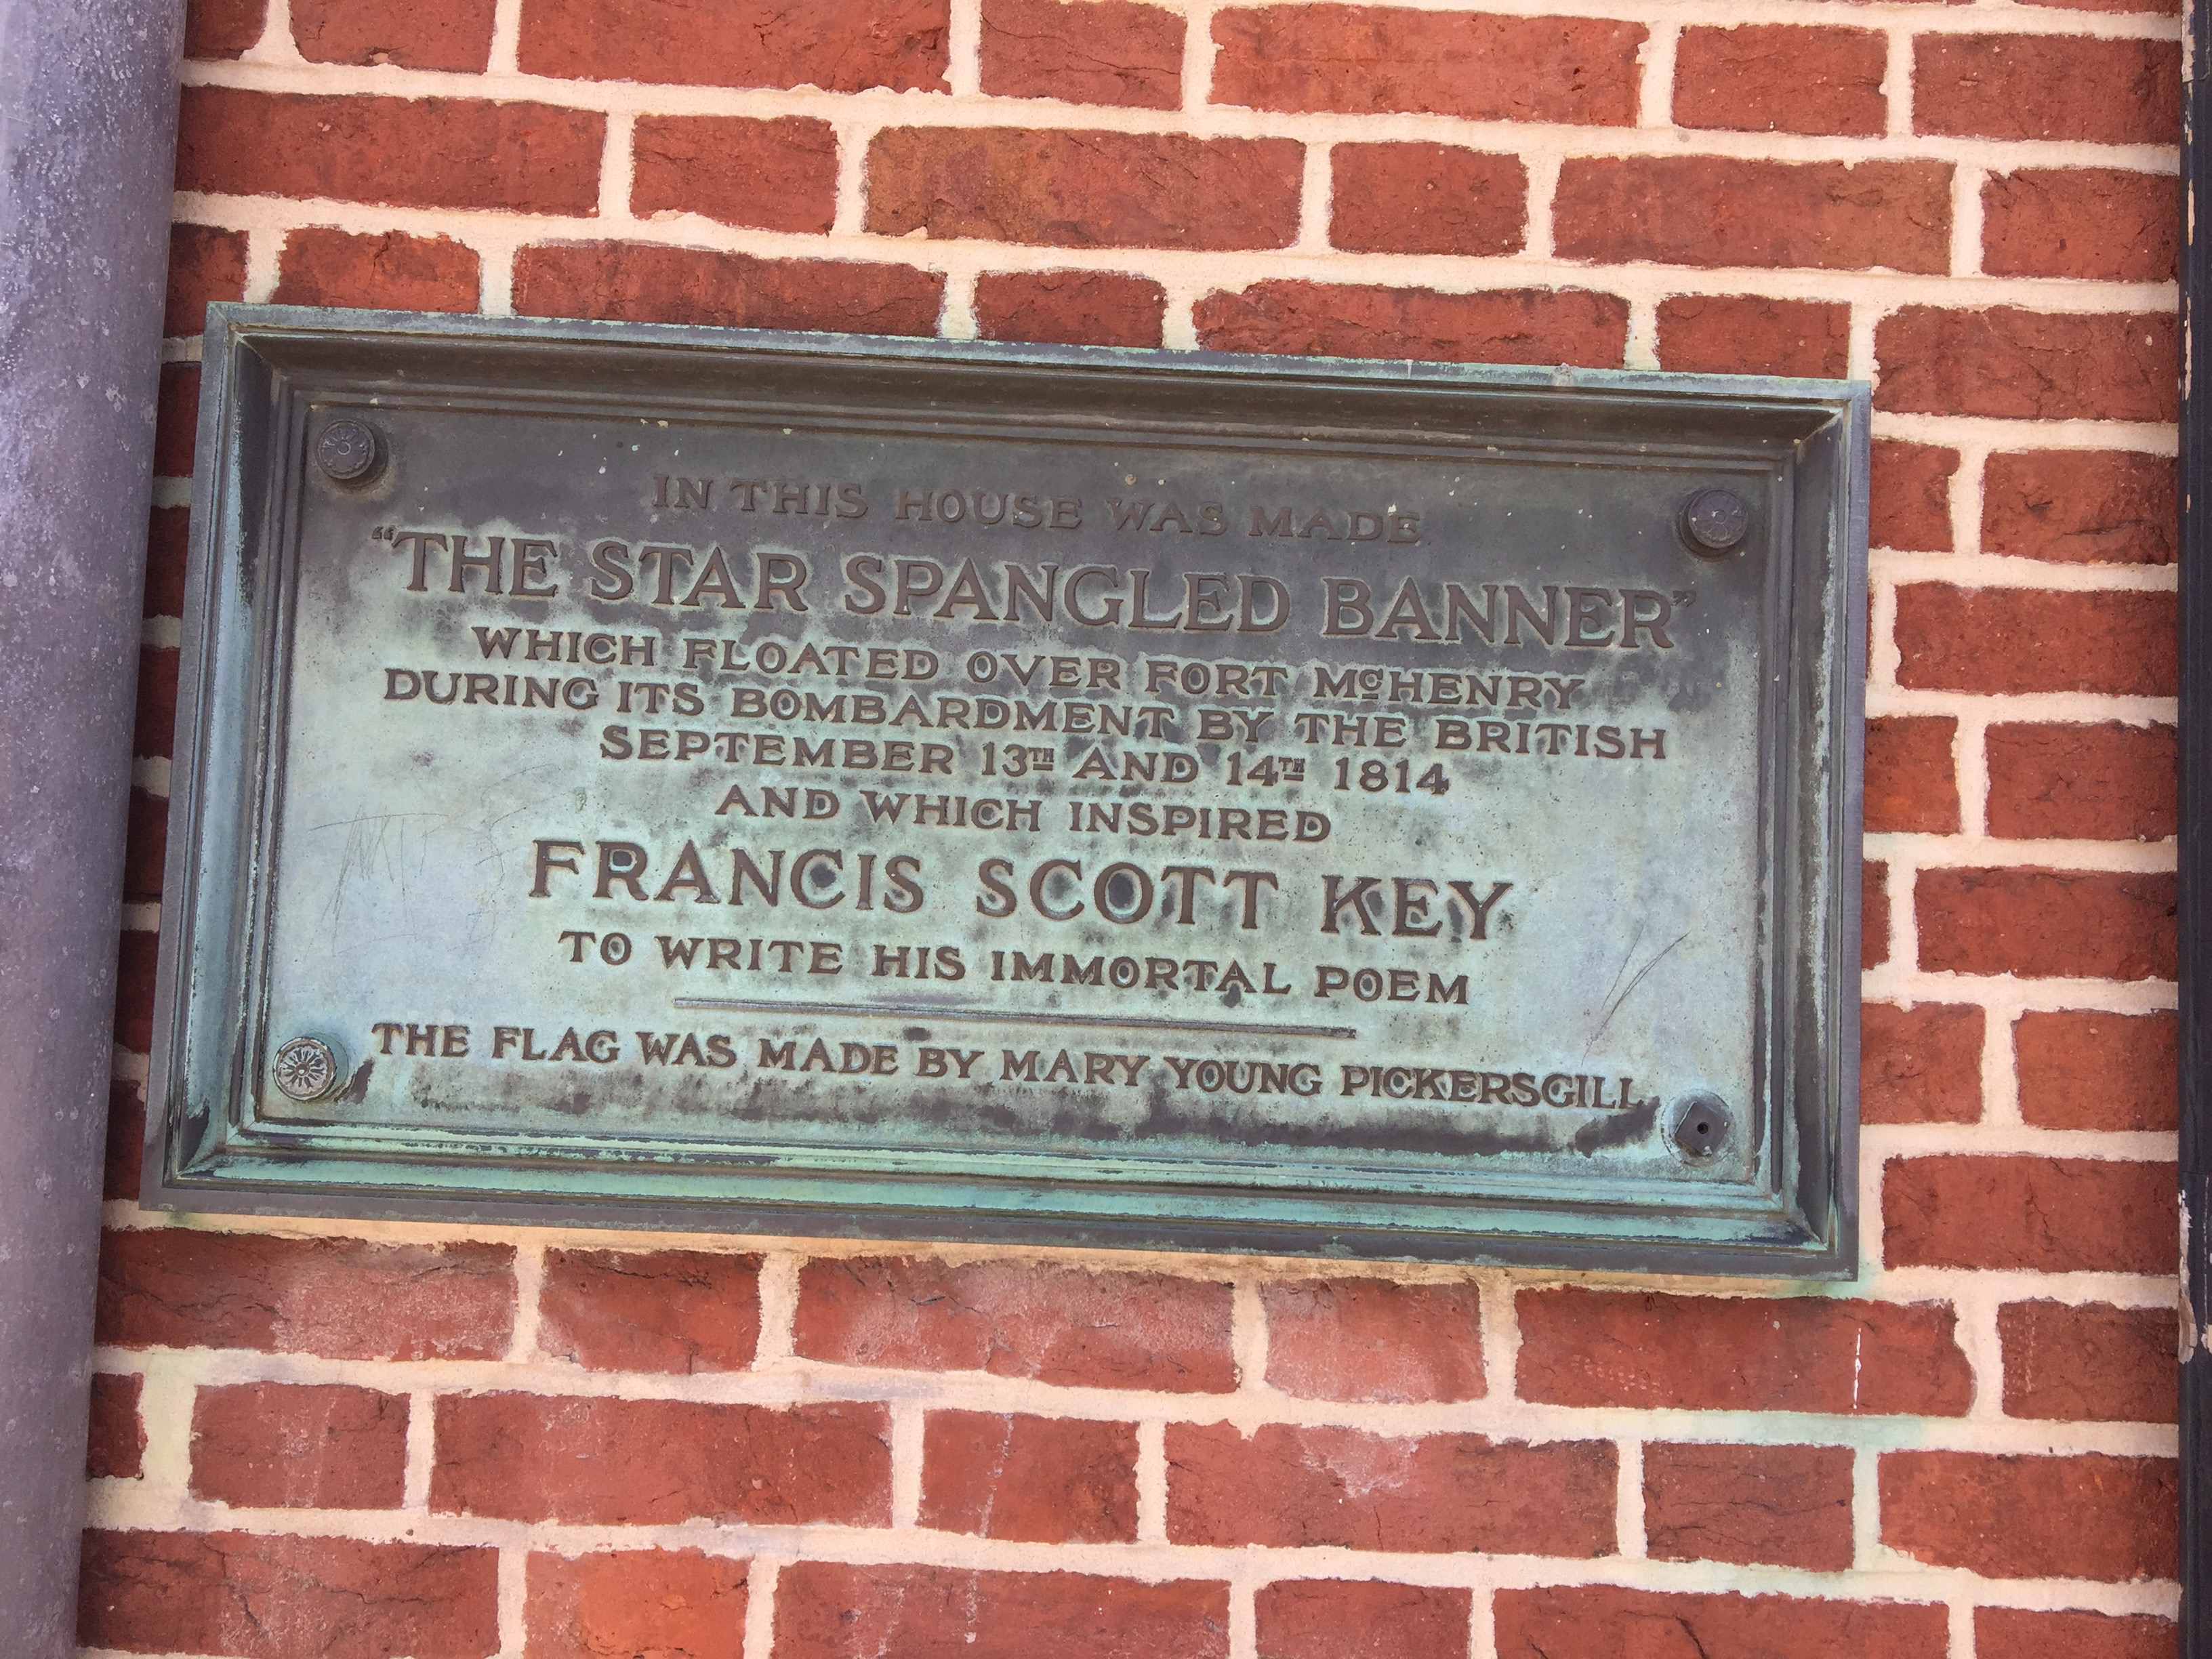 IN THIS HOUSE WAS MADE
"THE STAR SPANGLED BANNER"
WHICH FLOATED OVER FORT McHENRY
DURING ITS BOMBARDMENT BY THE BRITISH
SEPTEMBER 13TH AND 14TH 1814
AND WHICH INSPIRED
FRANCIS SCOTT KEY
TO WRITE HIS IMMORTAL POEM
THE FLAG WAS MADE BY MARY YOUNG PICKERSGILL